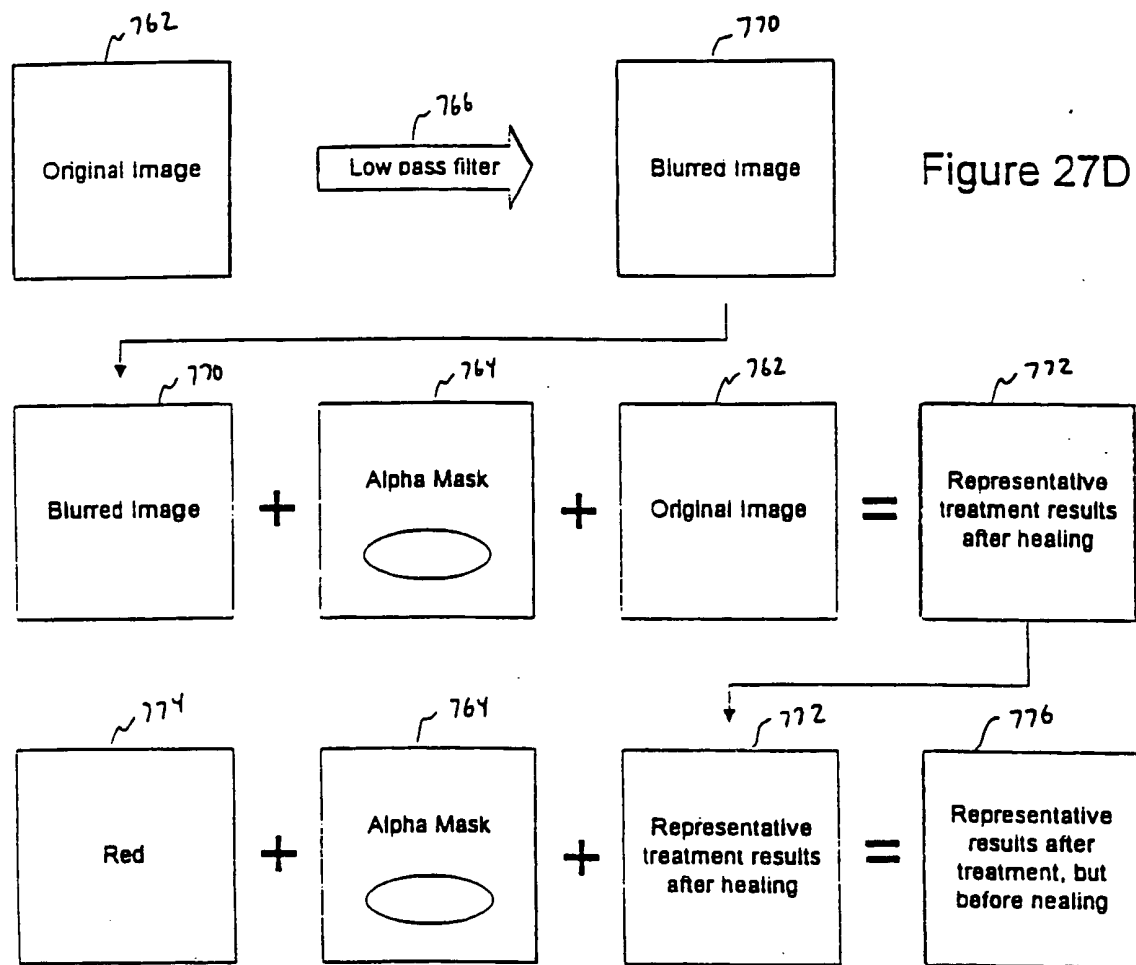 762
770
766
Original Image
Low pass filter
Blurred Image
Figure 27D
770
764
762
772
Blurred Image
+
Alpha Mask
+
Original Image
=
Representative
treatment results
after healing
774
764
772
776
Red
+
Alpha Mask
+
Representative
treatment results
after healing
=
Representative
results after
treatment, but
before nealing